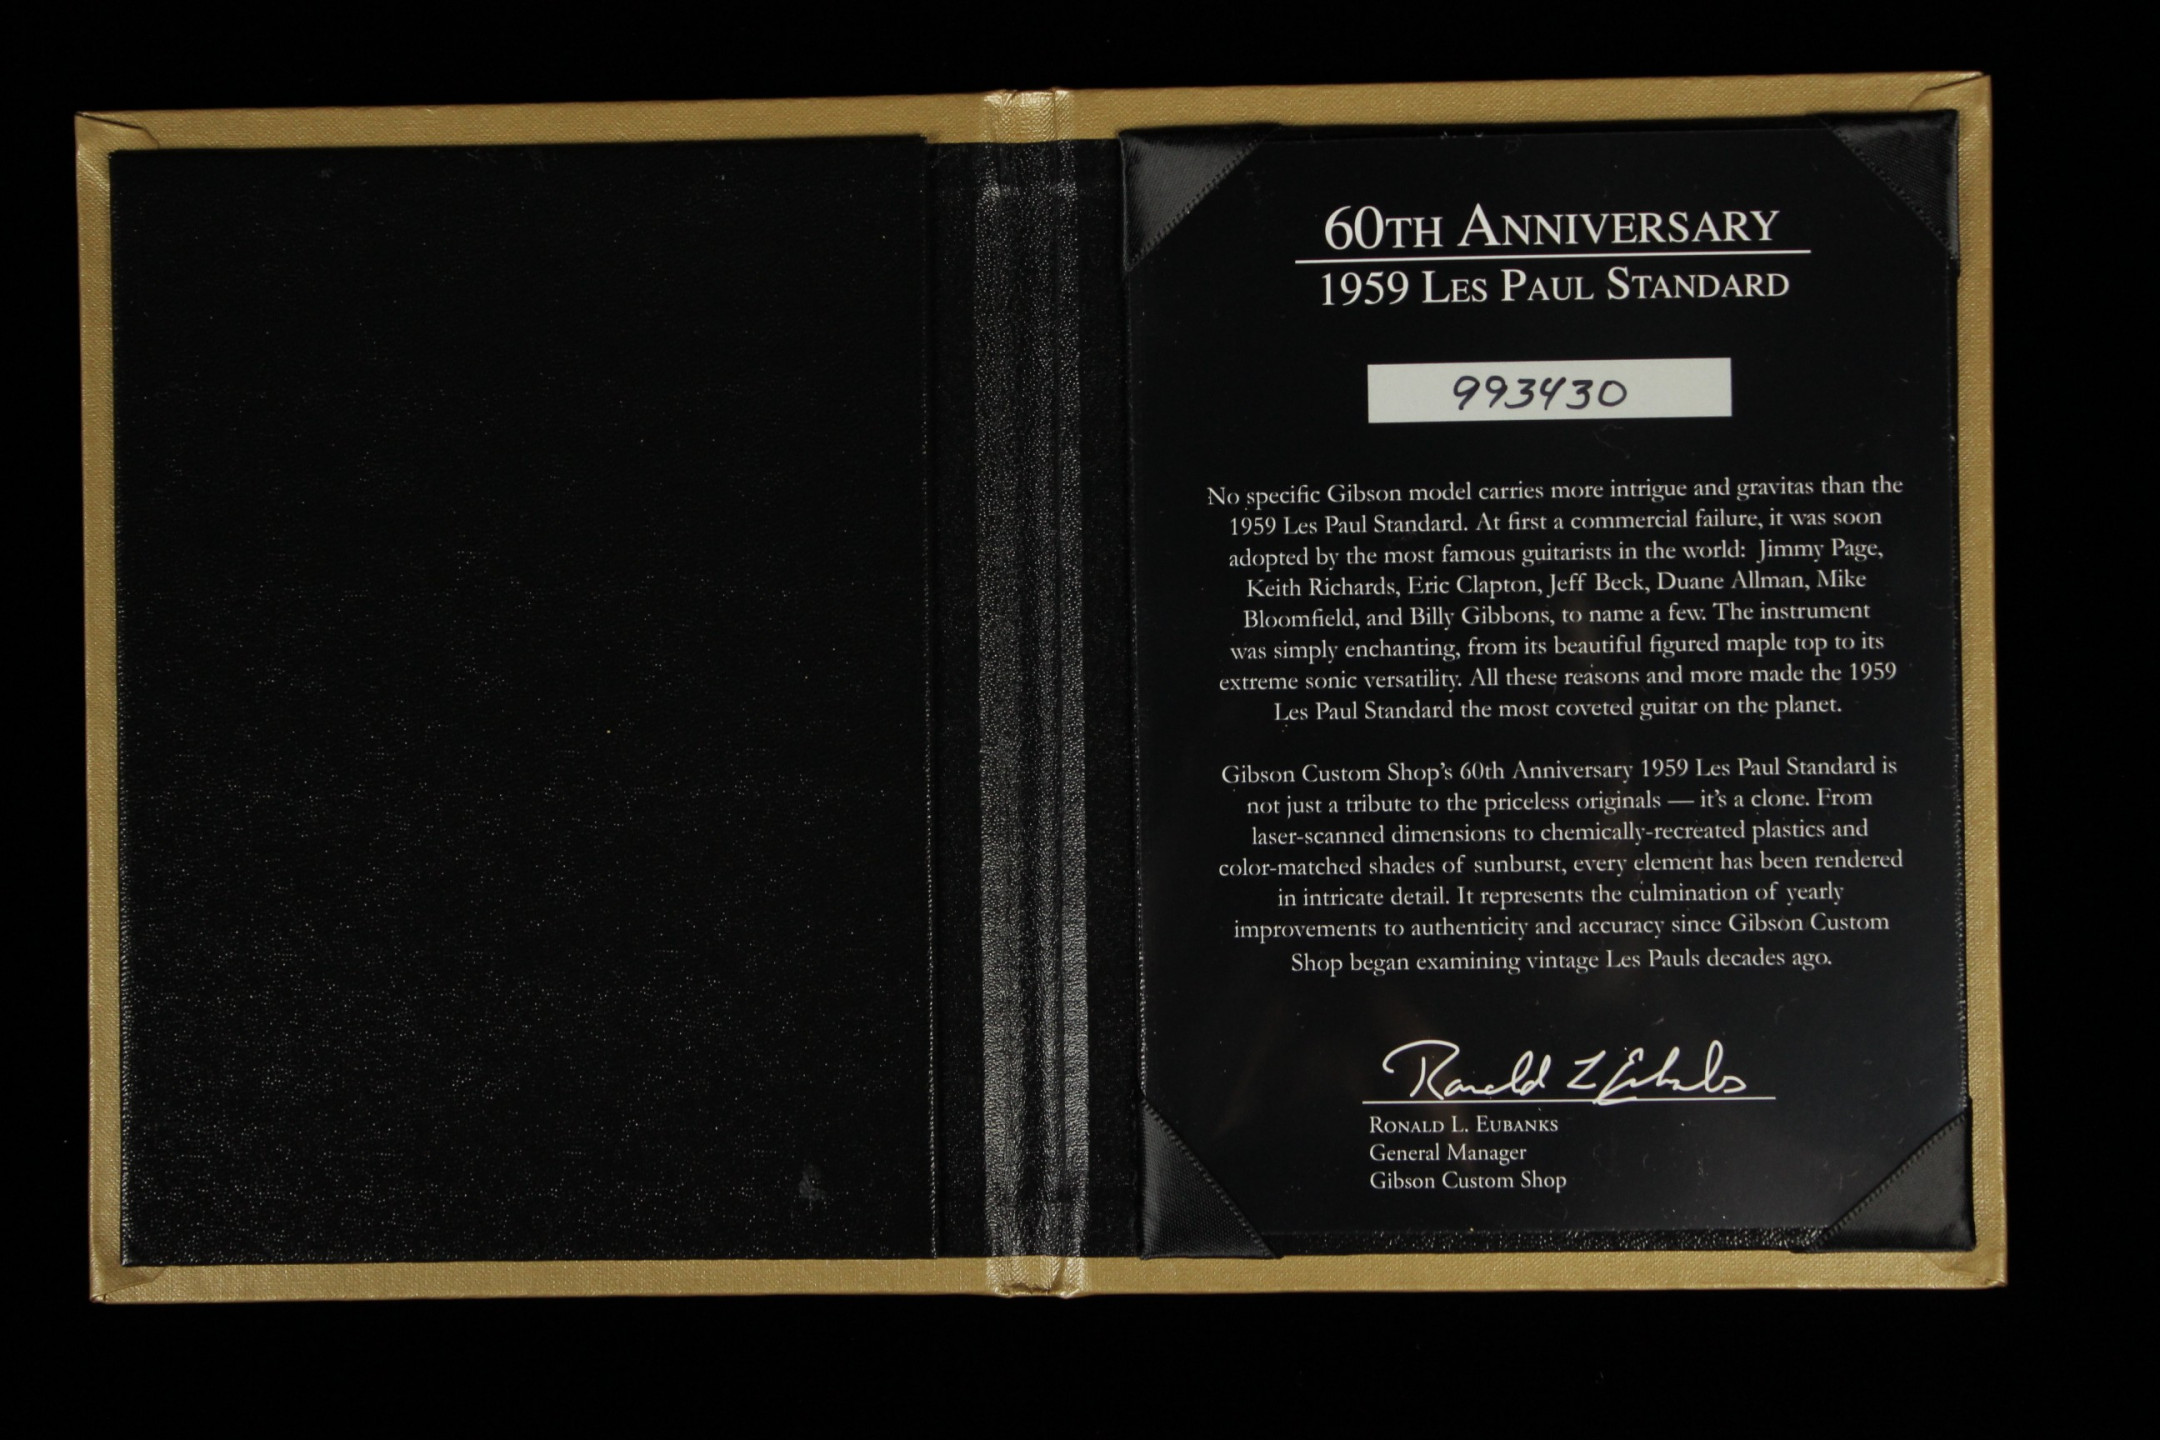 60TH ANNIVERSARY
1959 LES PAUL STANDARD
993430
No specific Gibson model carries more intrigue and gravitas than the
1959 Les Paul Standard. At first a commercial failure, it was soon
adopted by the most famous guitarists in the world: Jimmy Page,
Keith Richards, Eric Clapton, Jeff Beck, Duane Allman, Mike
Bloomfield, and Billy Gibbons, to name a few. The instrument
was simply enchanting, from its beautiful figured maple top to its
extreme sonic versatility. All these reasons and more made the 1959
Les Paul Standard the most coveted guitar on the planet.
Gibson Custom Shop's 60th Anniversary 1959 Les Paul Standard is
not just a tribute to the priceless originals — it's a clone. From
laser-scanned dimensions to chemically-recreated plastics and
color-matched shades of sunburst, every element has been rendered
in intricate detail. It represents the culmination of yearly
improvements to authenticity and accuracy since Gibson Custom
Shop began examining vintage Les Pauls decades ago.
Ronald L Eubanks
RONALD L. EUBANKS
General Manager
Gibson Custom Shop